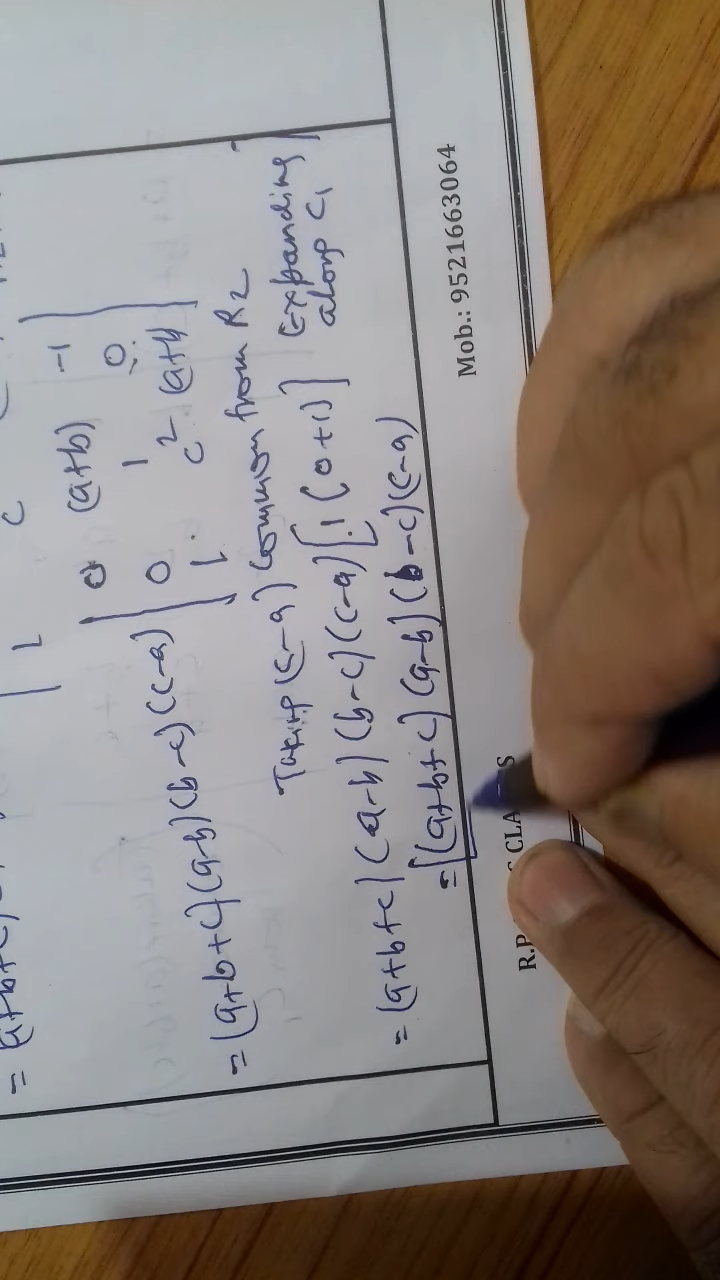 = (a+b+c)
1 c
= (a+b+c)(a-b)(b-c)(c-a) | 0 (a+b) -1
0 1 0
1 c² (a+b) |
Taking (c-a) common from R2
= (a+b+c)(a-b)(b-c)(c-a)[1(0+1)] Expanding along C1
= (a+b+c)(a-b)(b-c)(c-a)
Mob.: 9521663064